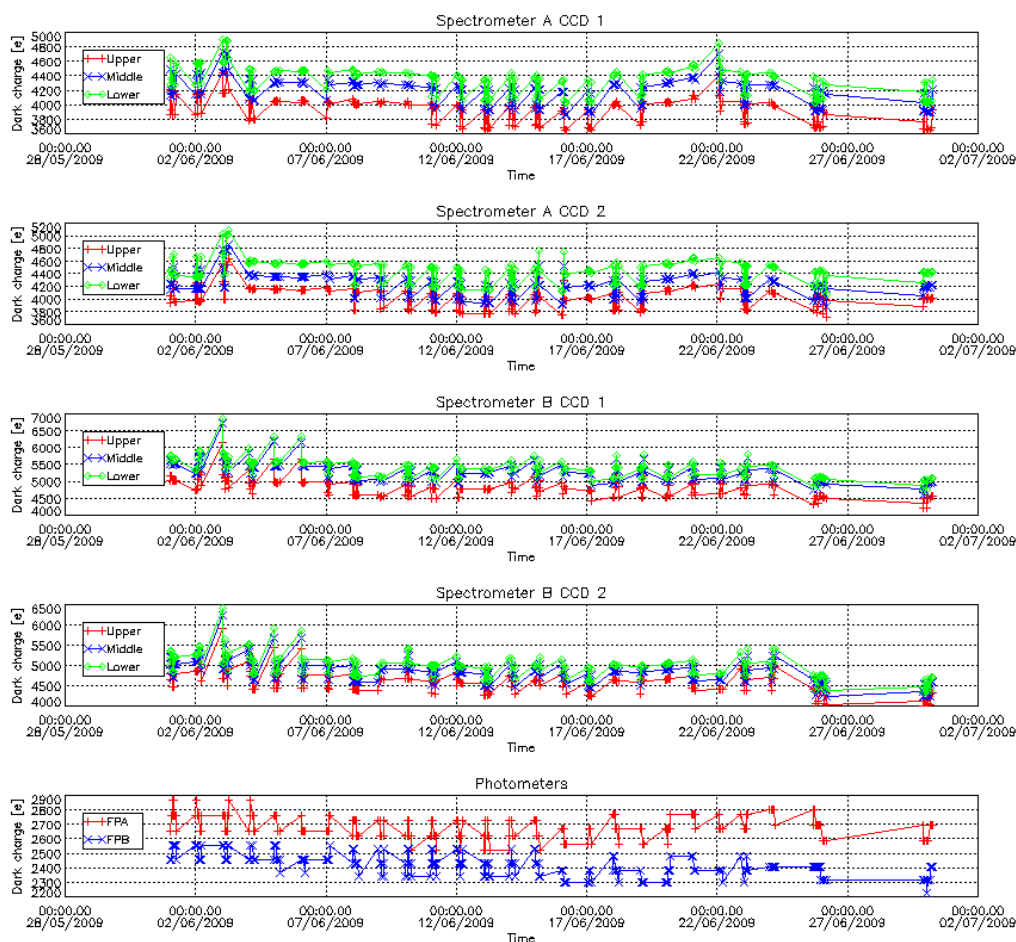 Spectrometer A CCD 1
Dark charge [e]
5000
4800
4600
4400
4200
4000
3800
3600
Upper
Middle
Lower
00:00.00 00:00.00 00:00.00 00:00.00 00:00.00 00:00.00 00:00.00 00:00.00
28/05/2009 02/06/2009 07/06/2009 12/06/2009 17/06/2009 22/06/2009 27/06/2009 02/07/2009
Time
Spectrometer A CCD 2
Dark charge [e]
5200
5000
4800
4600
4400
4200
4000
3800
3600
Upper
Middle
Lower
00:00.00 00:00.00 00:00.00 00:00.00 00:00.00 00:00.00 00:00.00 00:00.00
28/05/2009 02/06/2009 07/06/2009 12/06/2009 17/06/2009 22/06/2009 27/06/2009 02/07/2009
Time
Spectrometer B CCD 1
Dark charge [e]
7000
6500
6000
5500
5000
4500
4000
Upper
Middle
Lower
00:00.00 00:00.00 00:00.00 00:00.00 00:00.00 00:00.00 00:00.00 00:00.00
28/05/2009 02/06/2009 07/06/2009 12/06/2009 17/06/2009 22/06/2009 27/06/2009 02/07/2009
Time
Spectrometer B CCD 2
Dark charge [e]
6500
6000
5500
5000
4500
4000
Upper
Middle
Lower
00:00.00 00:00.00 00:00.00 00:00.00 00:00.00 00:00.00 00:00.00 00:00.00
28/05/2009 02/06/2009 07/06/2009 12/06/2009 17/06/2009 22/06/2009 27/06/2009 02/07/2009
Time
Photometers
Dark charge [e]
2900
2800
2700
2600
2500
2400
2300
2200
FPA
FPB
00:00.00 00:00.00 00:00.00 00:00.00 00:00.00 00:00.00 00:00.00 00:00.00
28/05/2009 02/06/2009 07/06/2009 12/06/2009 17/06/2009 22/06/2009 27/06/2009 02/07/2009
Time